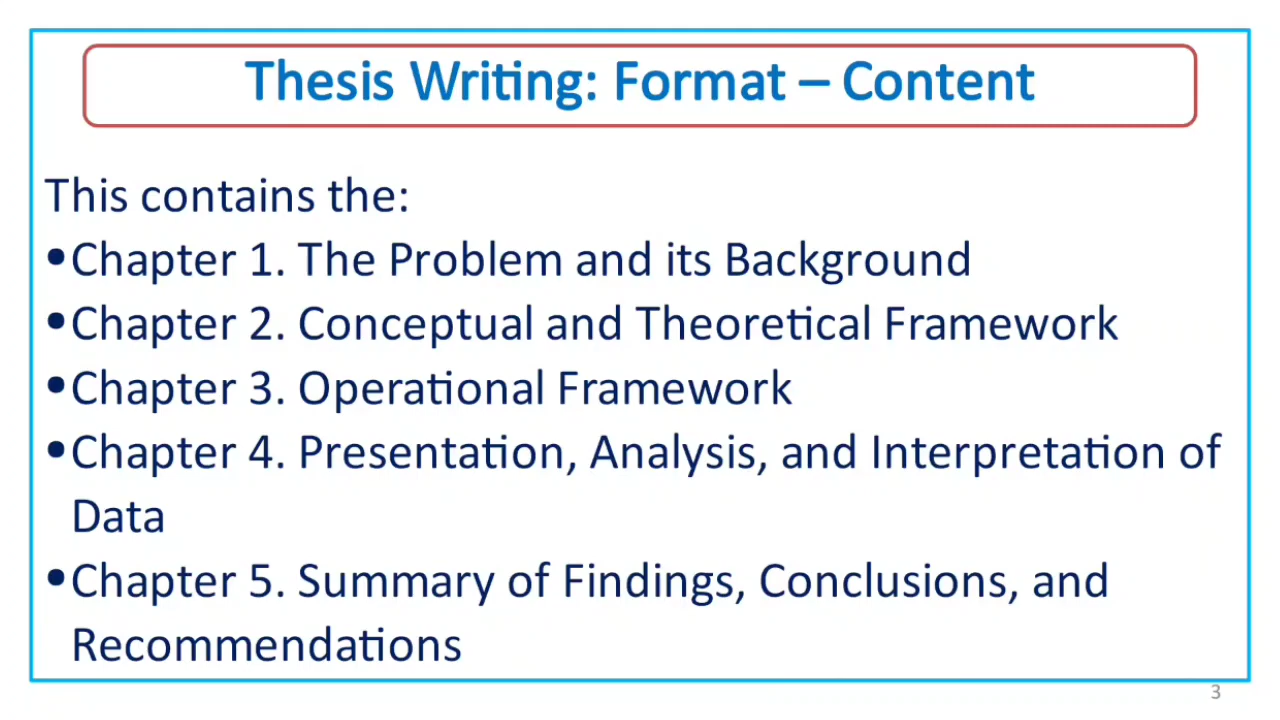 Thesis Writing: Format – Content
This contains the:
•Chapter 1. The Problem and its Background
•Chapter 2. Conceptual and Theoretical Framework
•Chapter 3. Operational Framework
•Chapter 4. Presentation, Analysis, and Interpretation of
Data
•Chapter 5. Summary of Findings, Conclusions, and
Recommendations
3